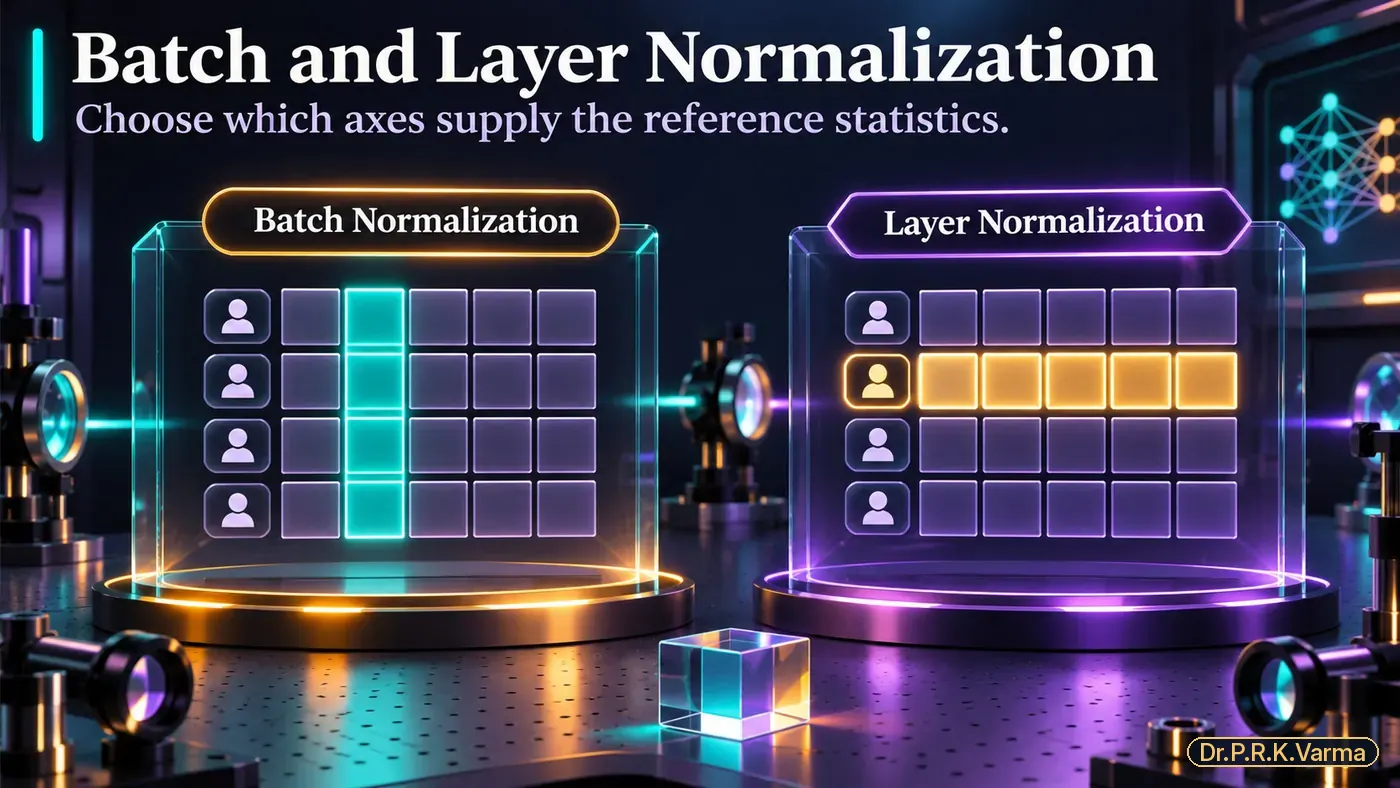 Batch and Layer Normalization
Choose which axes supply the reference statistics.
Batch Normalization
Layer Normalization
Dr.P.R.K.Varma